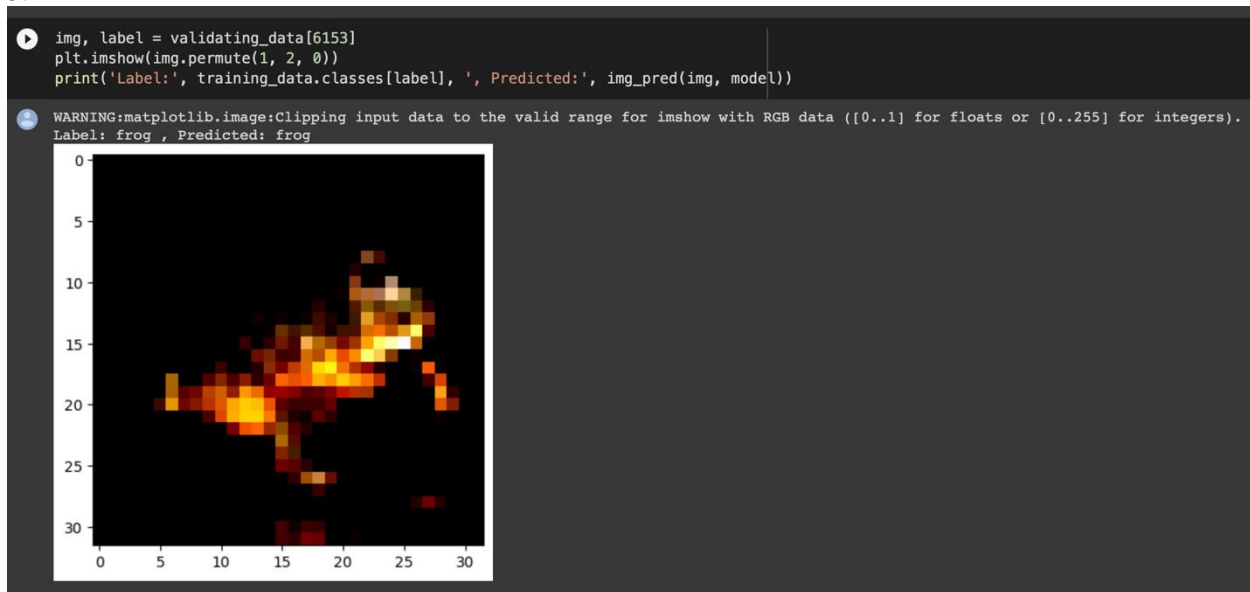 img, label = validating_data[6153]
plt.imshow(img.permute(1, 2, 0))
print('Label:', training_data.classes[label], ', Predicted:', img_pred(img, model))
WARNING:matplotlib.image:Clipping input data to the valid range for imshow with RGB data ([0..1] for floats or [0..255] for integers).
Label: frog , Predicted: frog
0
5
10
15
20
25
30
0 5 10 15 20 25 30